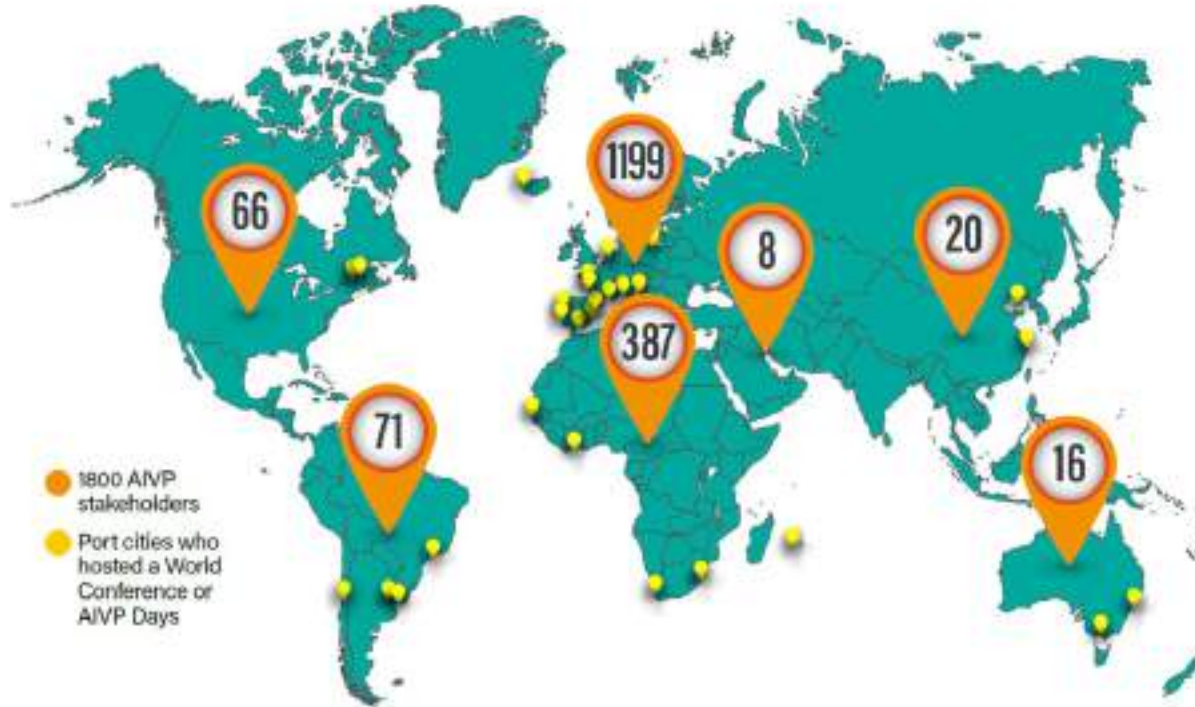 1199
66
8
20
387
71
16
1800 AIVP
stakeholders
Port cities who
hosted a World
Conference or
AIVP Days